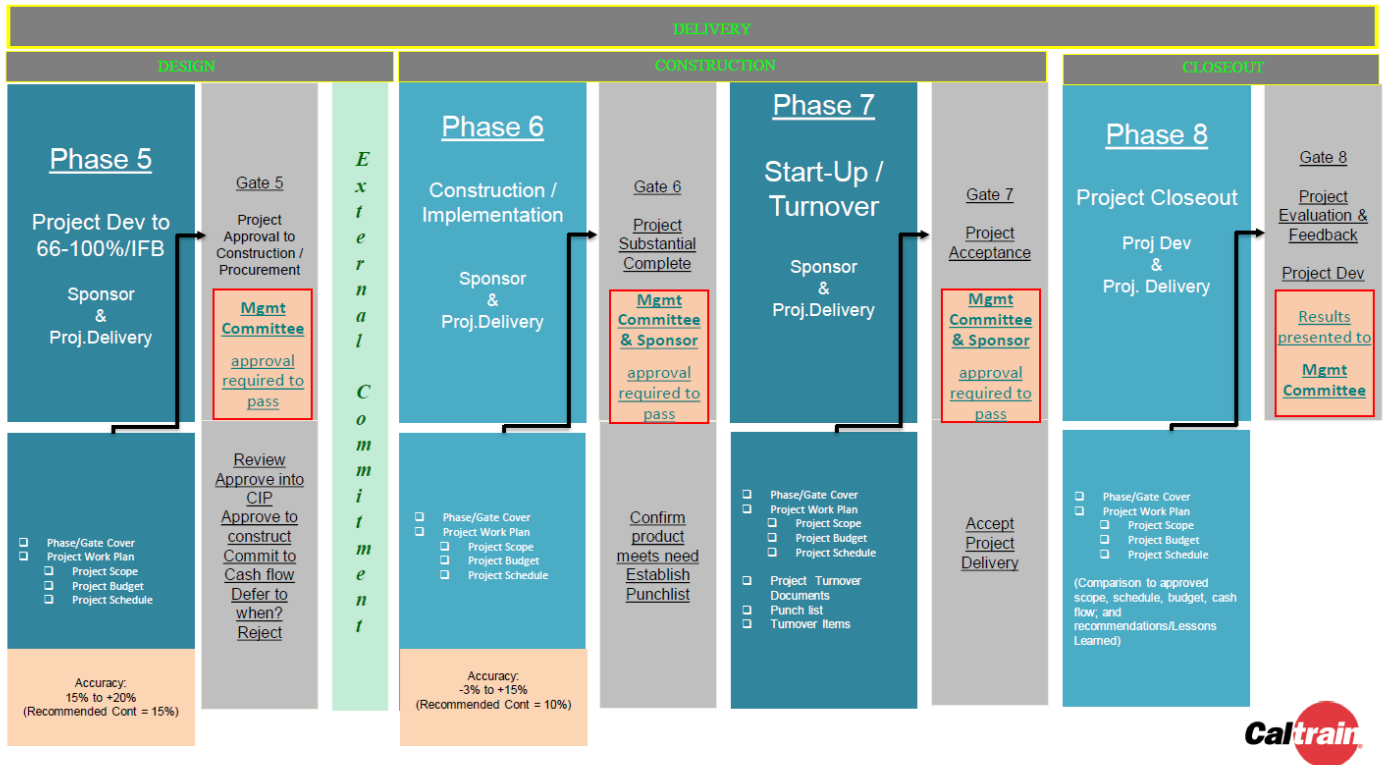 DELIVERY
DESIGN
CONSTRUCTION
CLOSEOUT
Phase 5
Project Dev to
66-100%/IFB
Sponsor
&
Proj.Delivery
❑ Phase/Gate Cover
❑ Project Work Plan
❑ Project Scope
❑ Project Budget
❑ Project Schedule
Accuracy:
15% to +20%
(Recommended Cont = 15%)
Gate 5
Project
Approval to
Construction /
Procurement
Mgmt
Committee
approval
required to
pass
Review
Approve into
CIP
Approve to
construct
Commit to
Cash flow
Defer to
when?
Reject
External Commitment
Phase 6
Construction /
Implementation
Sponsor
&
Proj.Delivery
❑ Phase/Gate Cover
❑ Project Work Plan
❑ Project Scope
❑ Project Budget
❑ Project Schedule
Accuracy:
-3% to +15%
(Recommended Cont = 10%)
Gate 6
Project
Substantial
Complete
Mgmt
Committee
& Sponsor
approval
required to
pass
Confirm
product
meets need
Establish
Punchlist
Phase 7
Start-Up /
Turnover
Sponsor
&
Proj.Delivery
❑ Phase/Gate Cover
❑ Project Work Plan
❑ Project Scope
❑ Project Budget
❑ Project Schedule
❑ Project Turnover
Documents
❑ Punch list
❑ Turnover Items
Gate 7
Project
Acceptance
Mgmt
Committee
& Sponsor
approval
required to
pass
Accept
Project
Delivery
Phase 8
Project Closeout
Proj Dev
&
Proj. Delivery
❑ Phase/Gate Cover
❑ Project Work Plan
❑ Project Scope
❑ Project Budget
❑ Project Schedule
(Comparison to approved
scope, schedule, budget, cash
flow; and
recommendations/Lessons
Learned)
Gate 8
Project
Evaluation &
Feedback
Project Dev
Results
presented to
Mgmt
Committee
Caltrain®